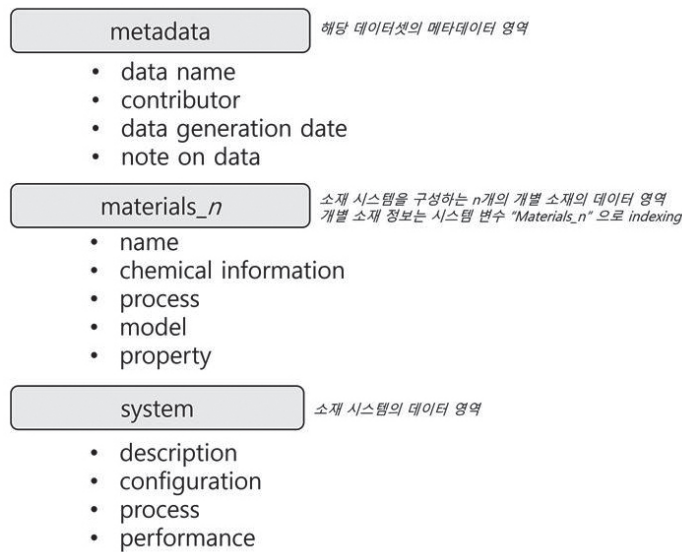 metadata
해당 데이터셋의 메타데이터 영역
• data name
• contributor
• data generation date
• note on data
materials_n
소재 시스템을 구성하는 n개의 개별 소재의 데이터 영역
개별 소재 정보는 시스템 변수 “Materials_n” 으로 indexing
• name
• chemical information
• process
• model
• property
system
소재 시스템의 데이터 영역
• description
• configuration
• process
• performance